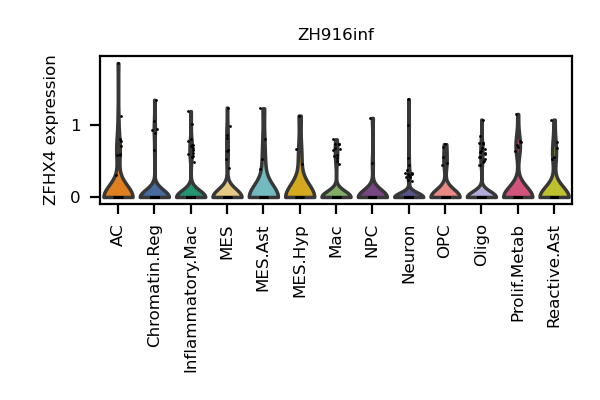 ZH916inf
ZFHX4 expression
1
0
AC
Chromatin.Reg
Inflammatory.Mac
MES
MES.Ast
MES.Hyp
Mac
NPC
Neuron
OPC
Oligo
Prolif.Metab
Reactive.Ast